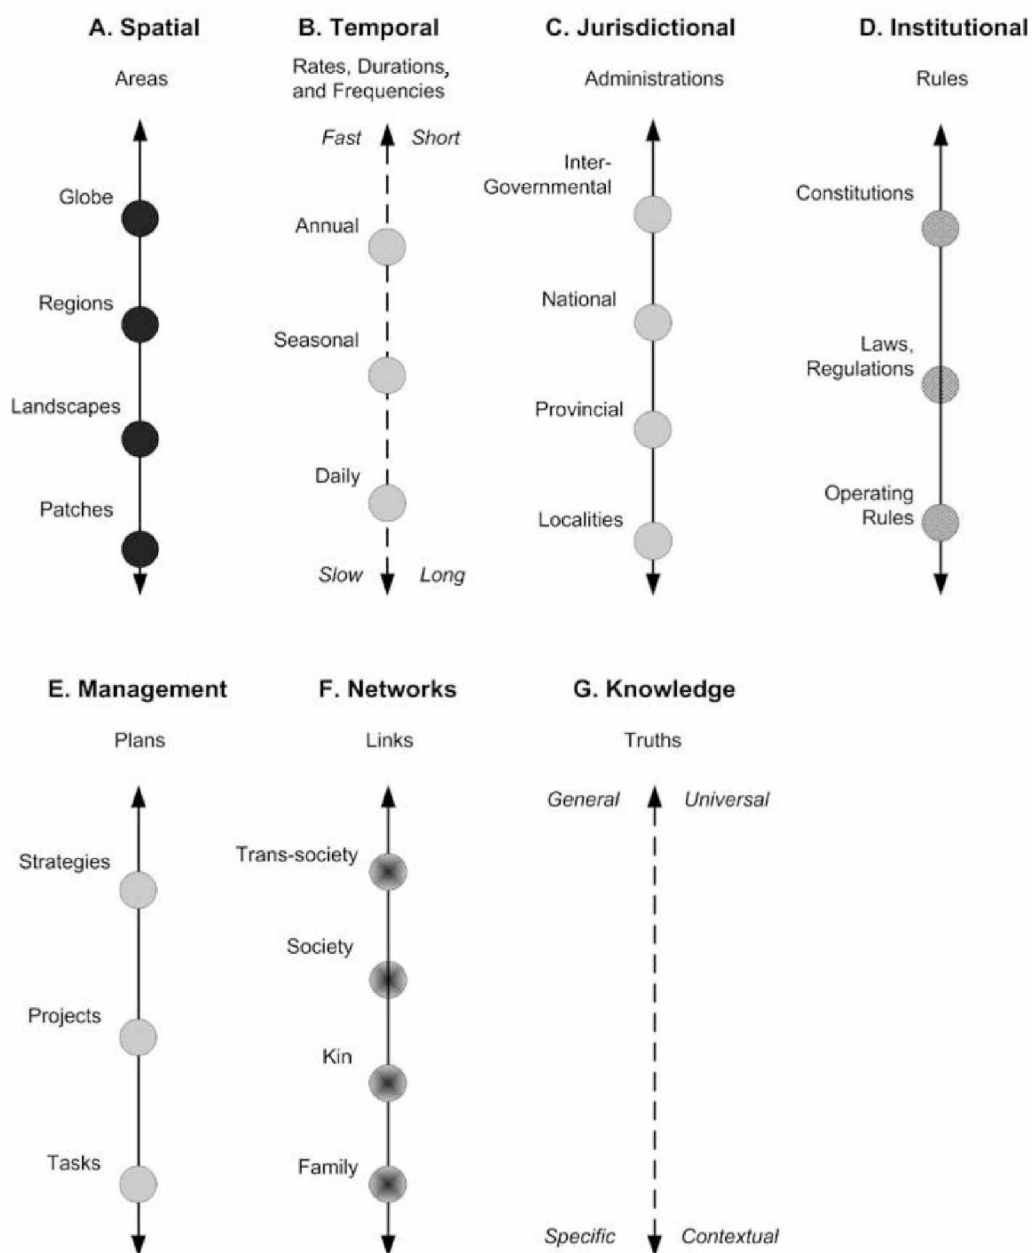 A. Spatial
Areas
Globe
Regions
Landscapes
Patches
B. Temporal
Rates, Durations,
and Frequencies
Fast Short
Annual
Seasonal
Daily
Slow Long
C. Jurisdictional
Administrations
Inter-
Governmental
National
Provincial
Localities
D. Institutional
Rules
Constitutions
Laws,
Regulations
Operating
Rules
E. Management
Plans
Strategies
Projects
Tasks
F. Networks
Links
Trans-society
Society
Kin
Family
G. Knowledge
Truths
General Universal
Specific Contextual